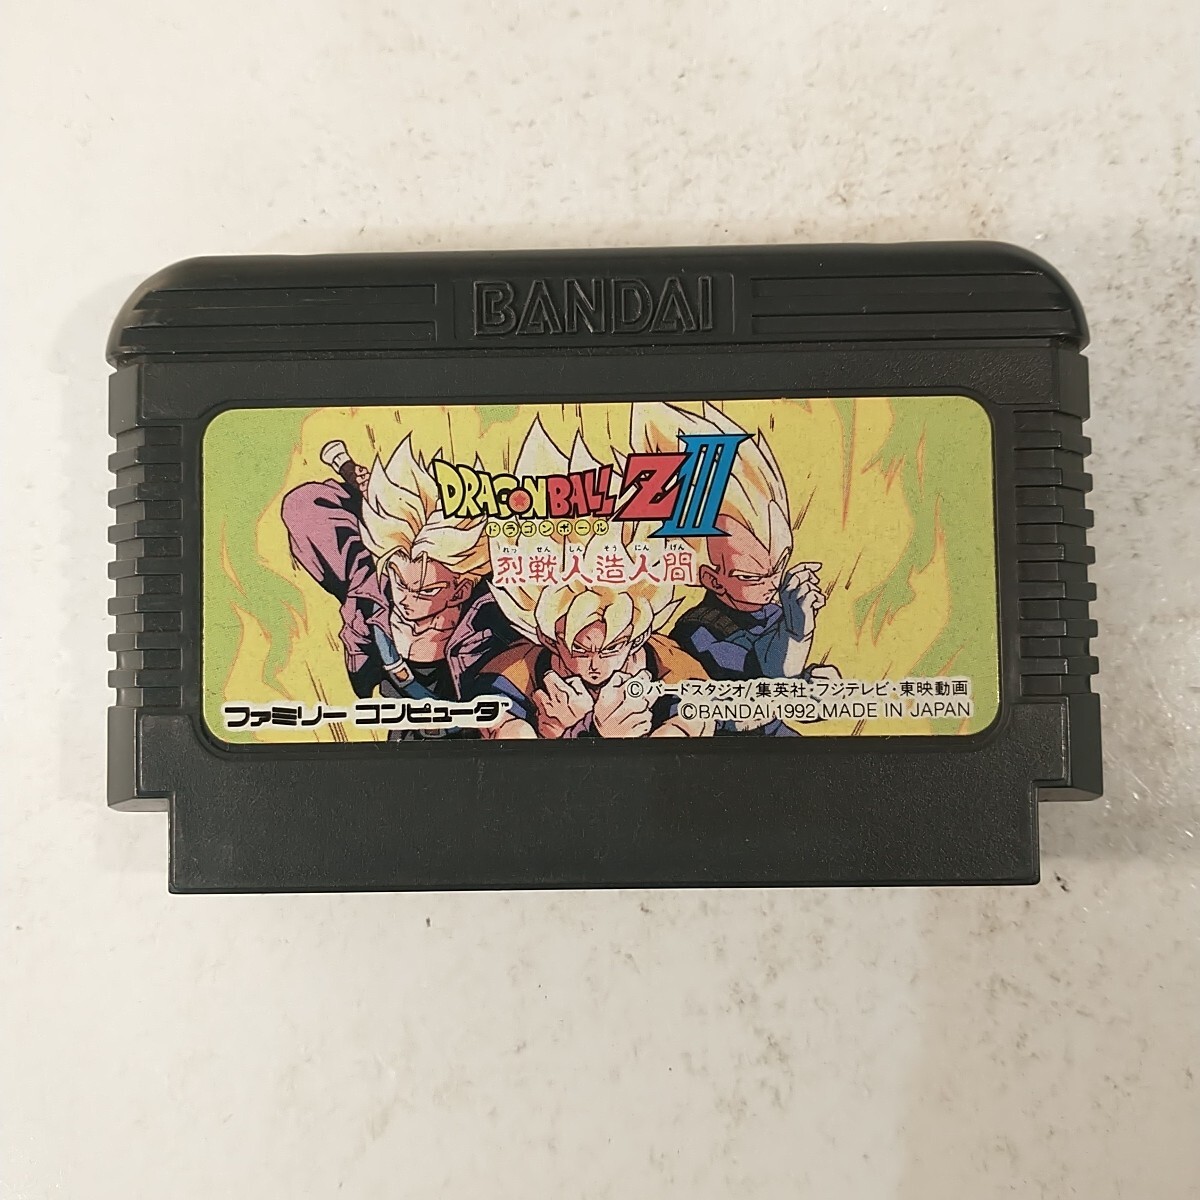 BANDAI
DRAGON BALL Z III
ドラゴンボール
れっ せん じん ぞう にん げん
烈戦人造人間
©バードスタジオ/集英社・フジテレビ・東映動画
©BANDAI 1992 MADE IN JAPAN
ファミリー コンピュータ™